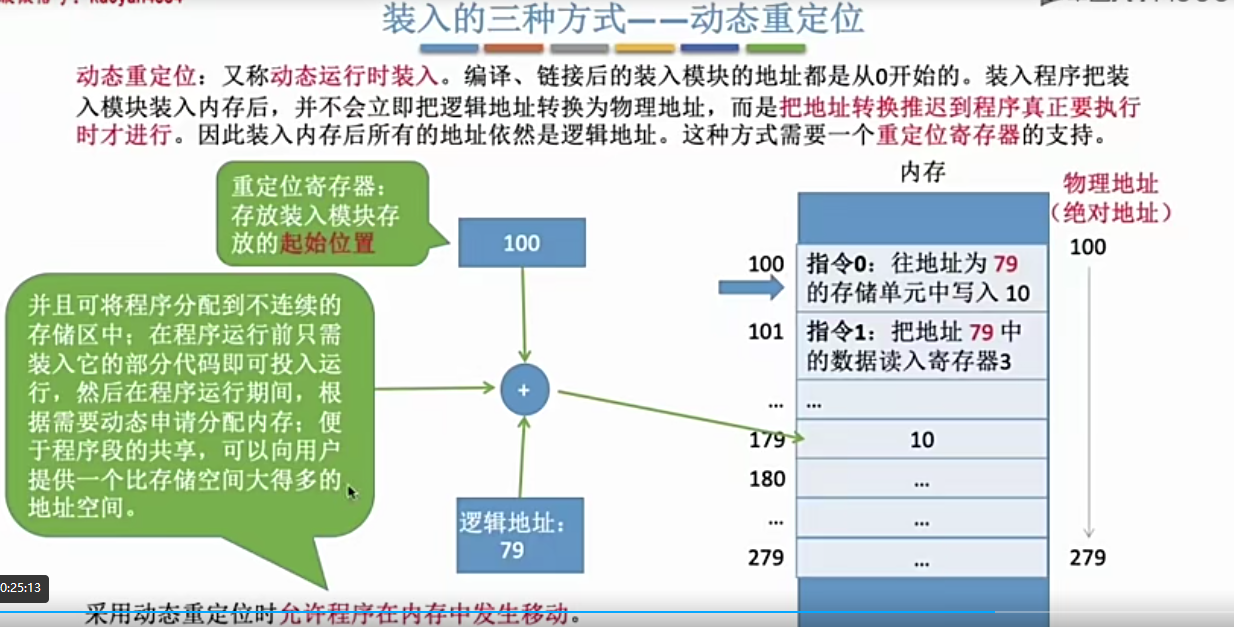 装入的三种方式——动态重定位
动态重定位：又称动态运行时装入。编译、链接后的装入模块的地址都是从0开始的。装入程序把装
入模块装入内存后，并不会立即把逻辑地址转换为物理地址，而是把地址转换推迟到程序真正要执行
时才进行。因此装入内存后所有的地址依然是逻辑地址。这种方式需要一个重定位寄存器的支持。
重定位寄存器：
存放装入模块存
放的起始位置
100
并且可将程序分配到不连续的
存储区中；在程序运行前只需
装入它的部分代码即可投入运
行，然后在程序运行期间，根
据需要动态申请分配内存；便
于程序段的共享，可以向用户
提供一个比存储空间大得多的
地址空间。
+
逻辑地址：
79
内存
物理地址
（绝对地址）
100
100
指令0：往地址为 79
的存储单元中写入 10
101
指令1：把地址 79 中
的数据读入寄存器3
... ...
179 10
180 ...
... ...
279 ...
279
0:25:13
采用动态重定位时允许程序在内存中发生移动。